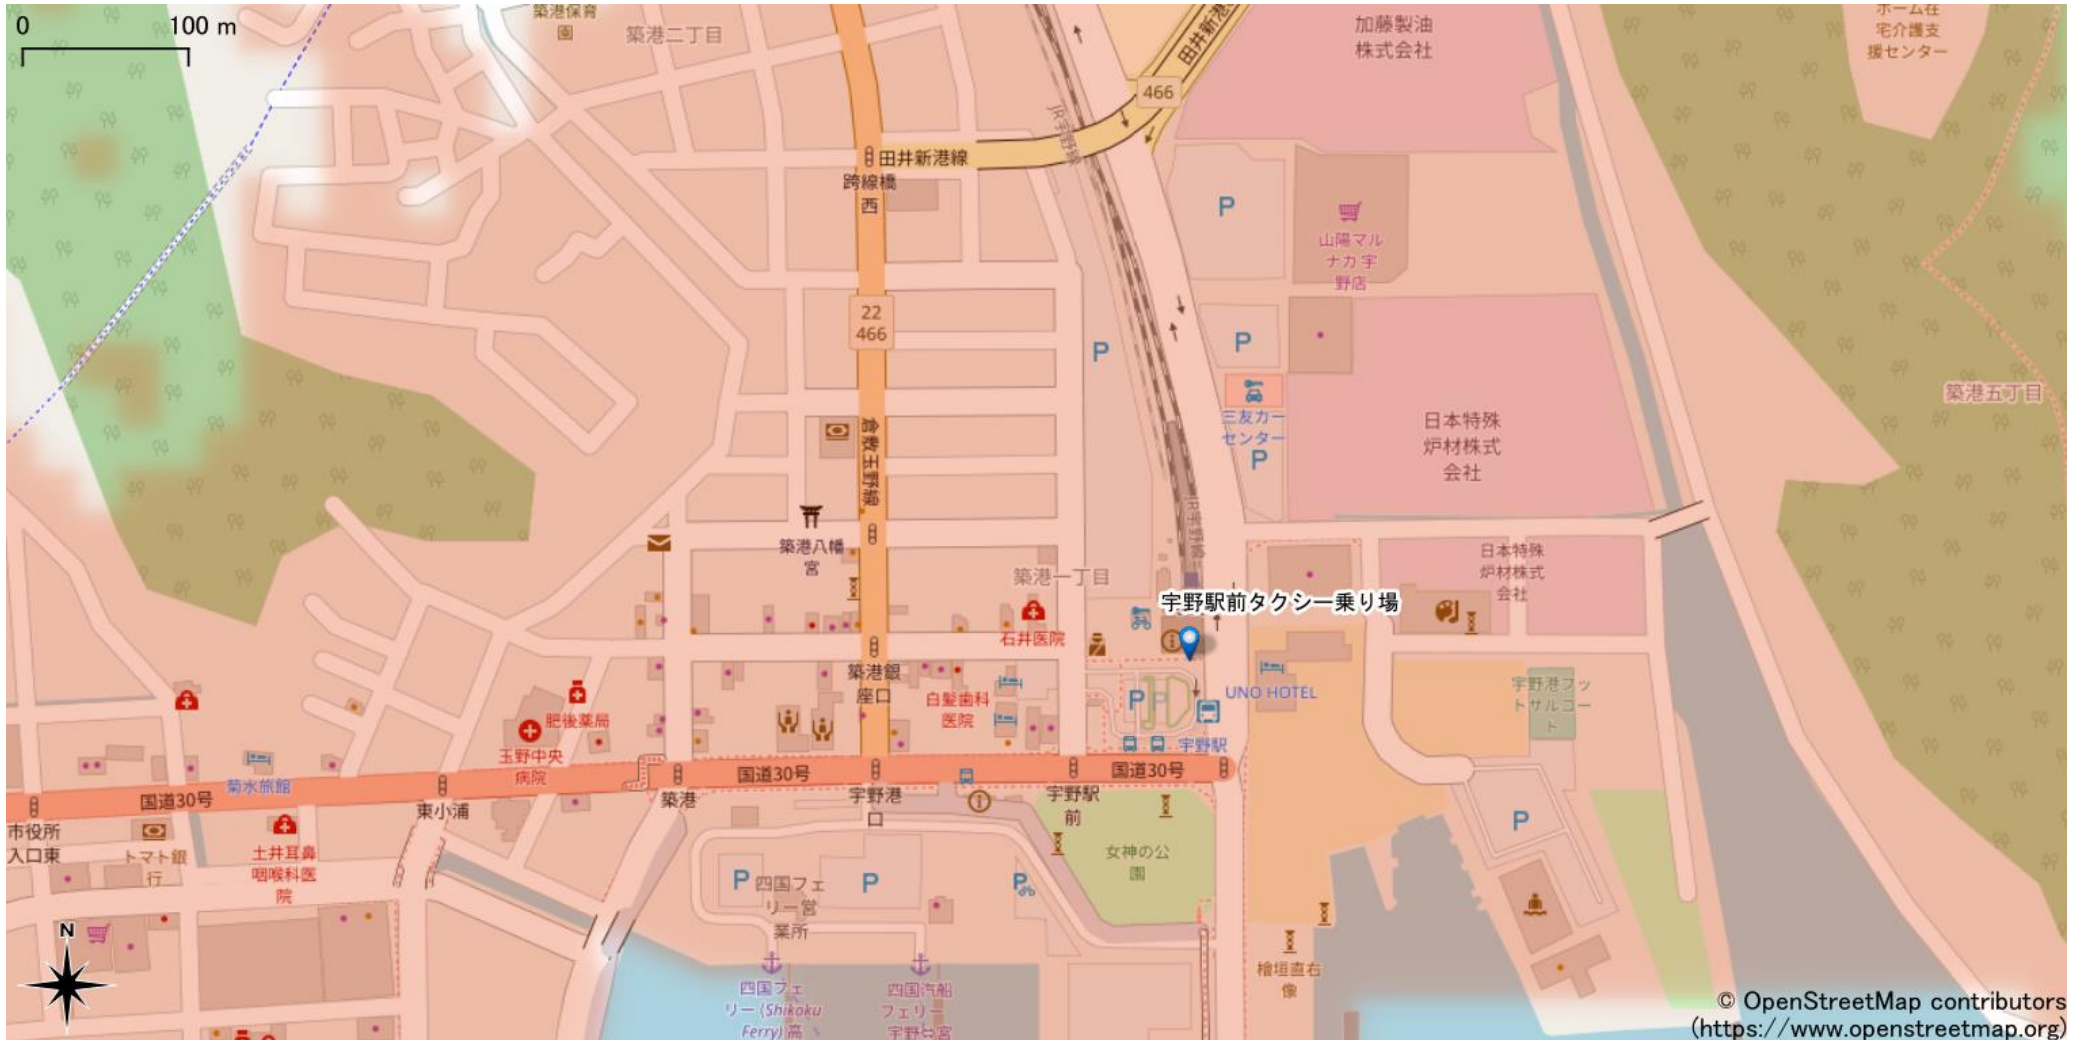 0 100 m
築港保育
園
築港二丁目
田井新港
466
加藤製油
株式会社
ホーム在
宅介護支
援センター
JR宇野線
田井新港線
跨線橋
西
P
山陽マル
ナカ 宇
野店
22
466
P
P
三友カー
センター
P
日本特殊
炉材株式
会社
築港五丁目
倉敷玉野線
JR宇野線
築港八幡
宮
築港一丁目
日本特殊
炉材株式
会社
宇野駅前タクシー乗り場
石井医院
築港銀
座口
白髪歯科
医院
P
P
UNO HOTEL
宇野港フッ
トサルコー
ト
肥後薬局
玉野中央
病院
宇野駅
菊水旅館
国道30号
国道30号
国道30号
東小浦
築港
宇野港
口
宇野駅
前
市役所
入口東
トマト銀
行
土井耳鼻
咽喉科医
院
P
四国フェ
リー営
業所
P
P
女神の公
園
P
N
四国フェ
リー (Shikoku
Ferry) 高
四国汽船
フェリー
宇野⇔宮
檜垣直右
像
© OpenStreetMap contributors
(https://www.openstreetmap.org)